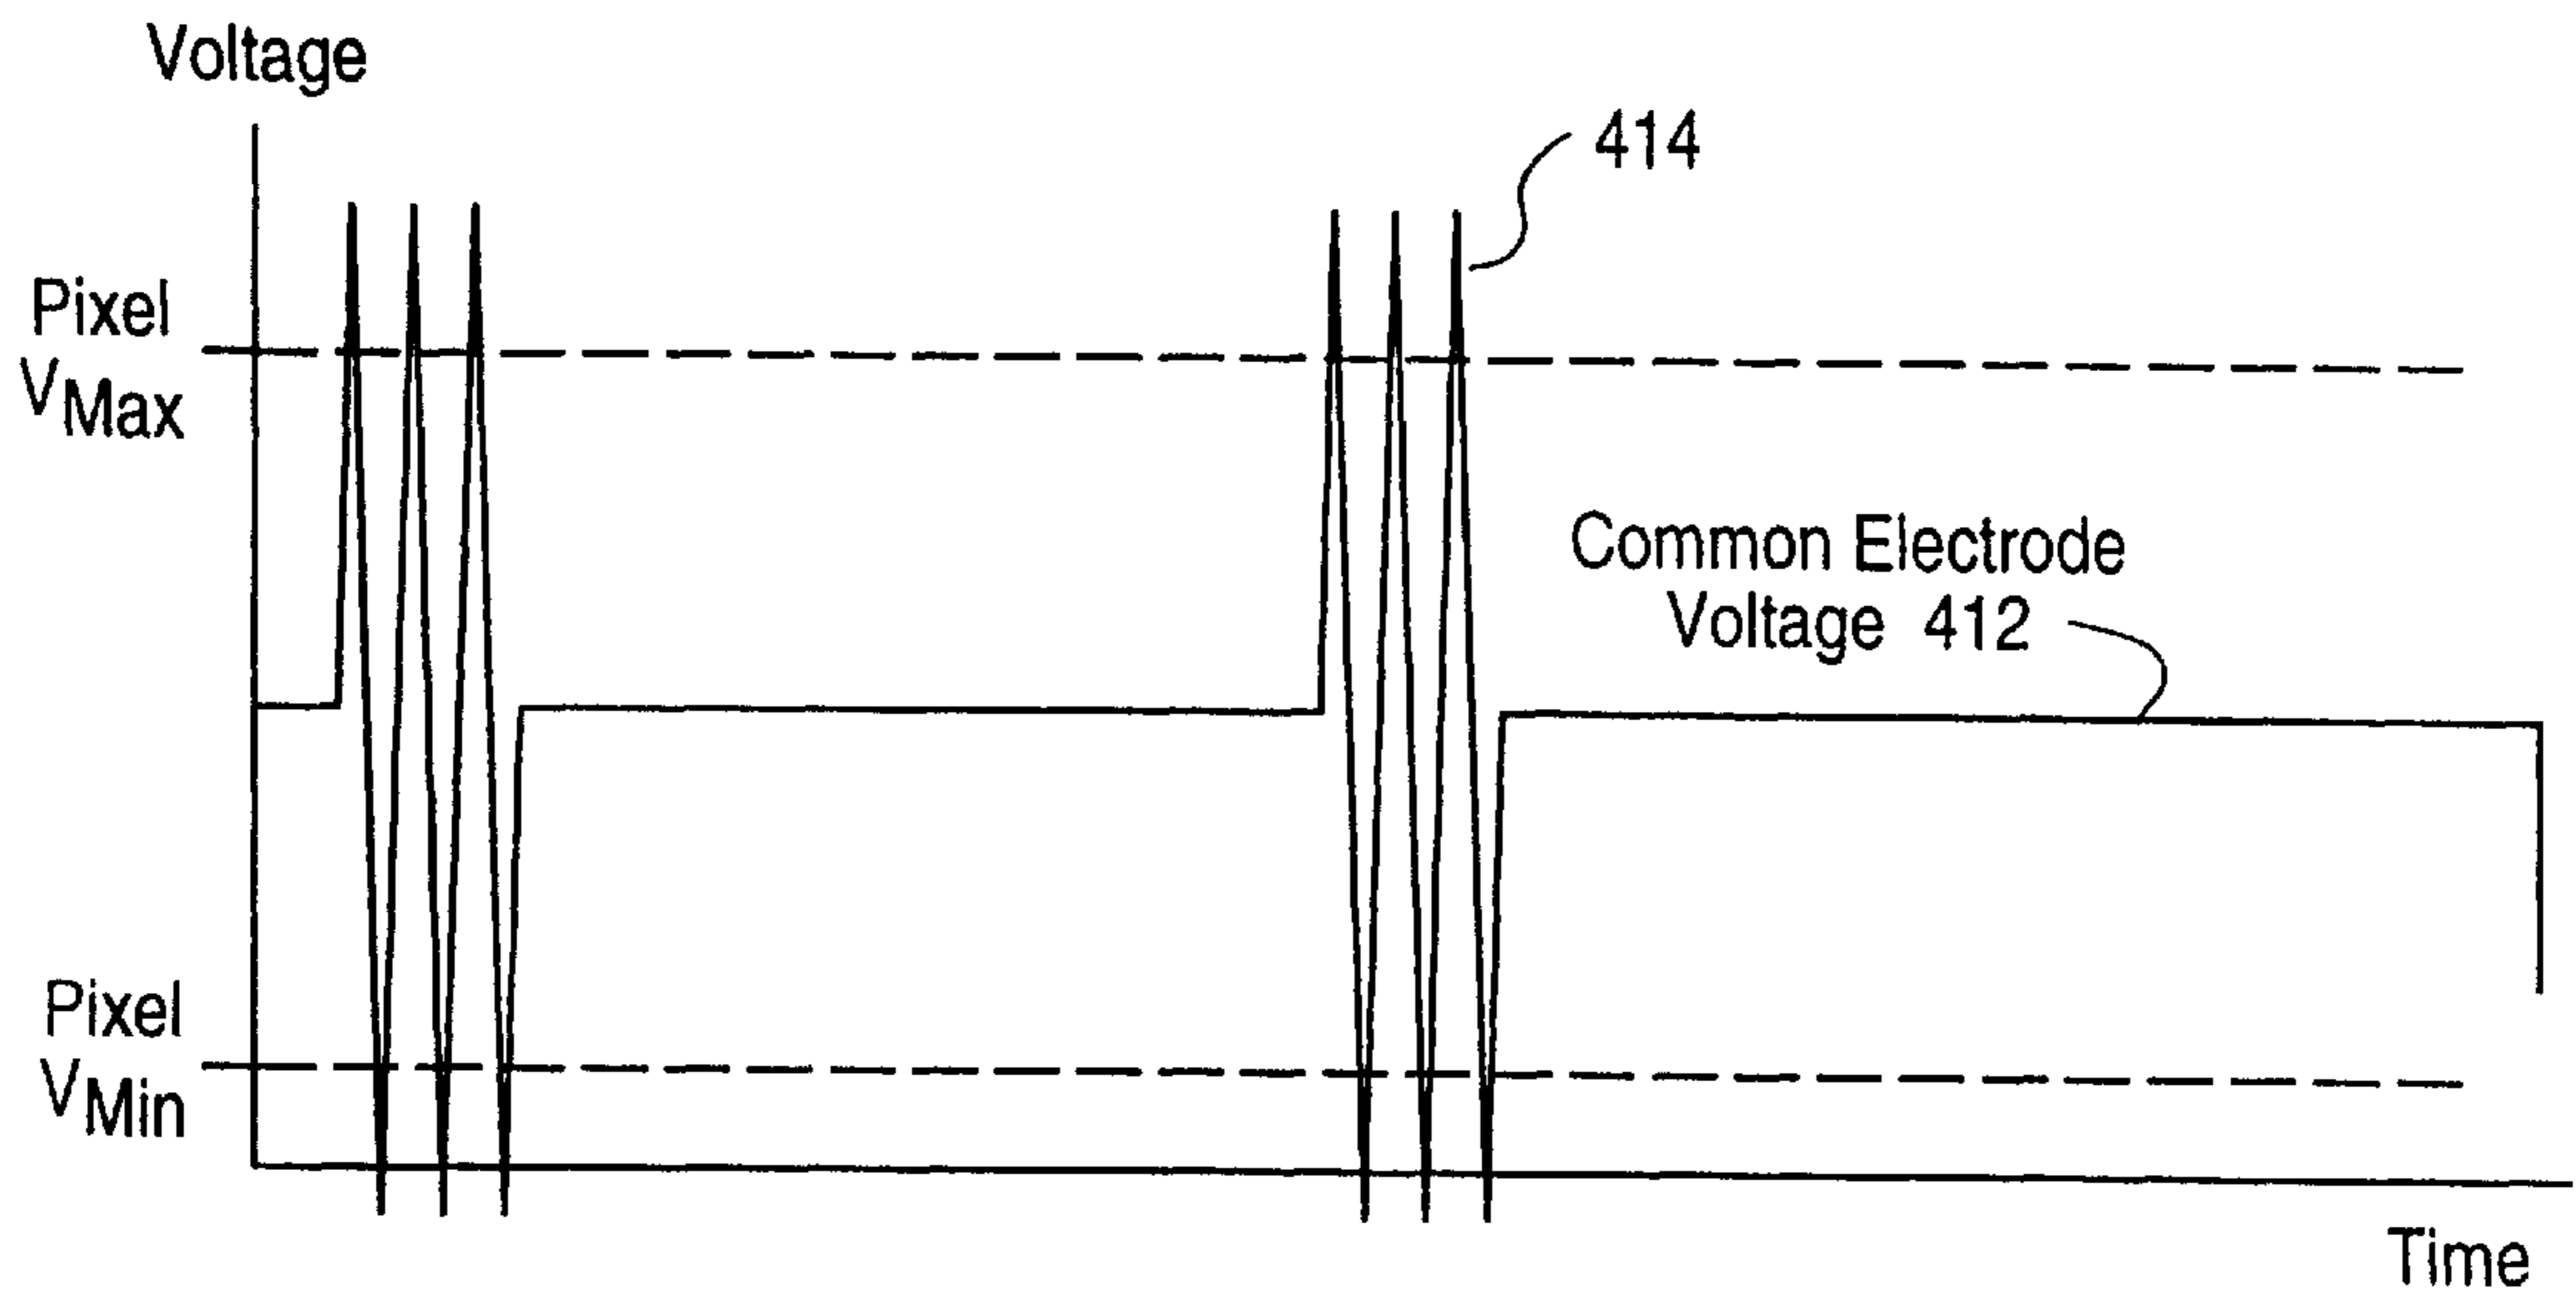 Voltage
414
Pixel
VMax
Common Electrode
Voltage 412
Pixel
VMin
Time